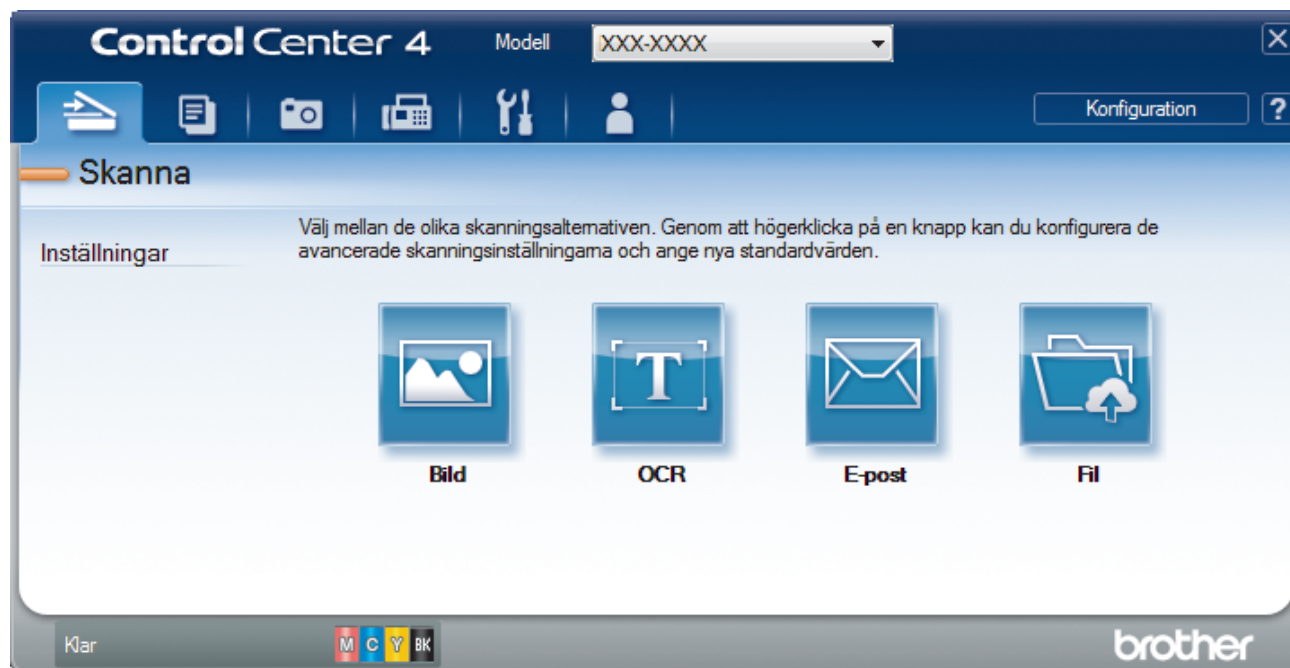 ControlCenter 4 Modell XXX-XXXX
Konfiguration ?
Skanna
Välj mellan de olika skanningsalternativen. Genom att högerklicka på en knapp kan du konfigurera de
Inställningar avancerade skanningsinställningarna och ange nya standardvärden.
T
Bild OCR E-post Fil
Klar M C Y BK brother